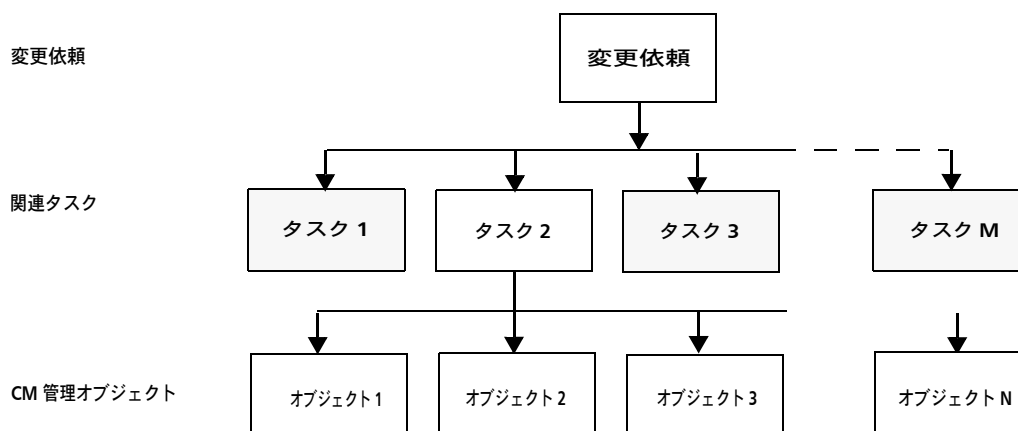 変更依頼
変更依頼
関連タスク
タスク 1
タスク 2
タスク 3
タスク M
CM 管理オブジェクト
オブジェクト 1
オブジェクト 2
オブジェクト 3
オブジェクト N